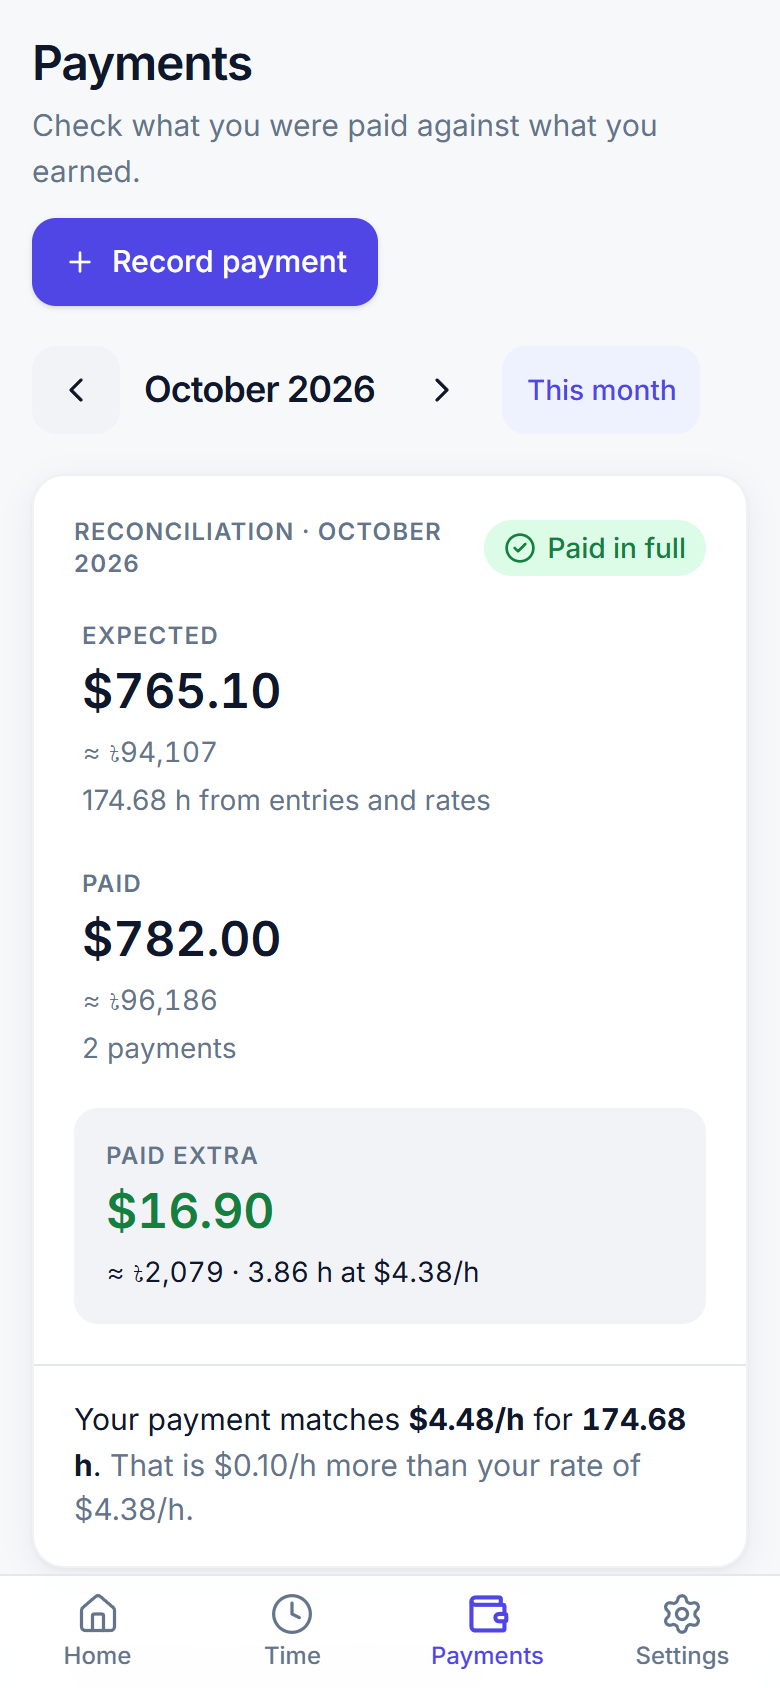 Payments
Check what you were paid against what you
earned.
Record payment
October 2026
This month
RECONCILIATION · OCTOBER
2026
Paid in full
EXPECTED
$765.10
≈ ৳94,107
174.68 h from entries and rates
PAID
$782.00
≈ ৳96,186
2 payments
PAID EXTRA
$16.90
≈ ৳2,079 · 3.86 h at $4.38/h
Your payment matches $4.48/h for 174.68
h. That is $0.10/h more than your rate of
$4.38/h.
Home
Time
Payments
Settings